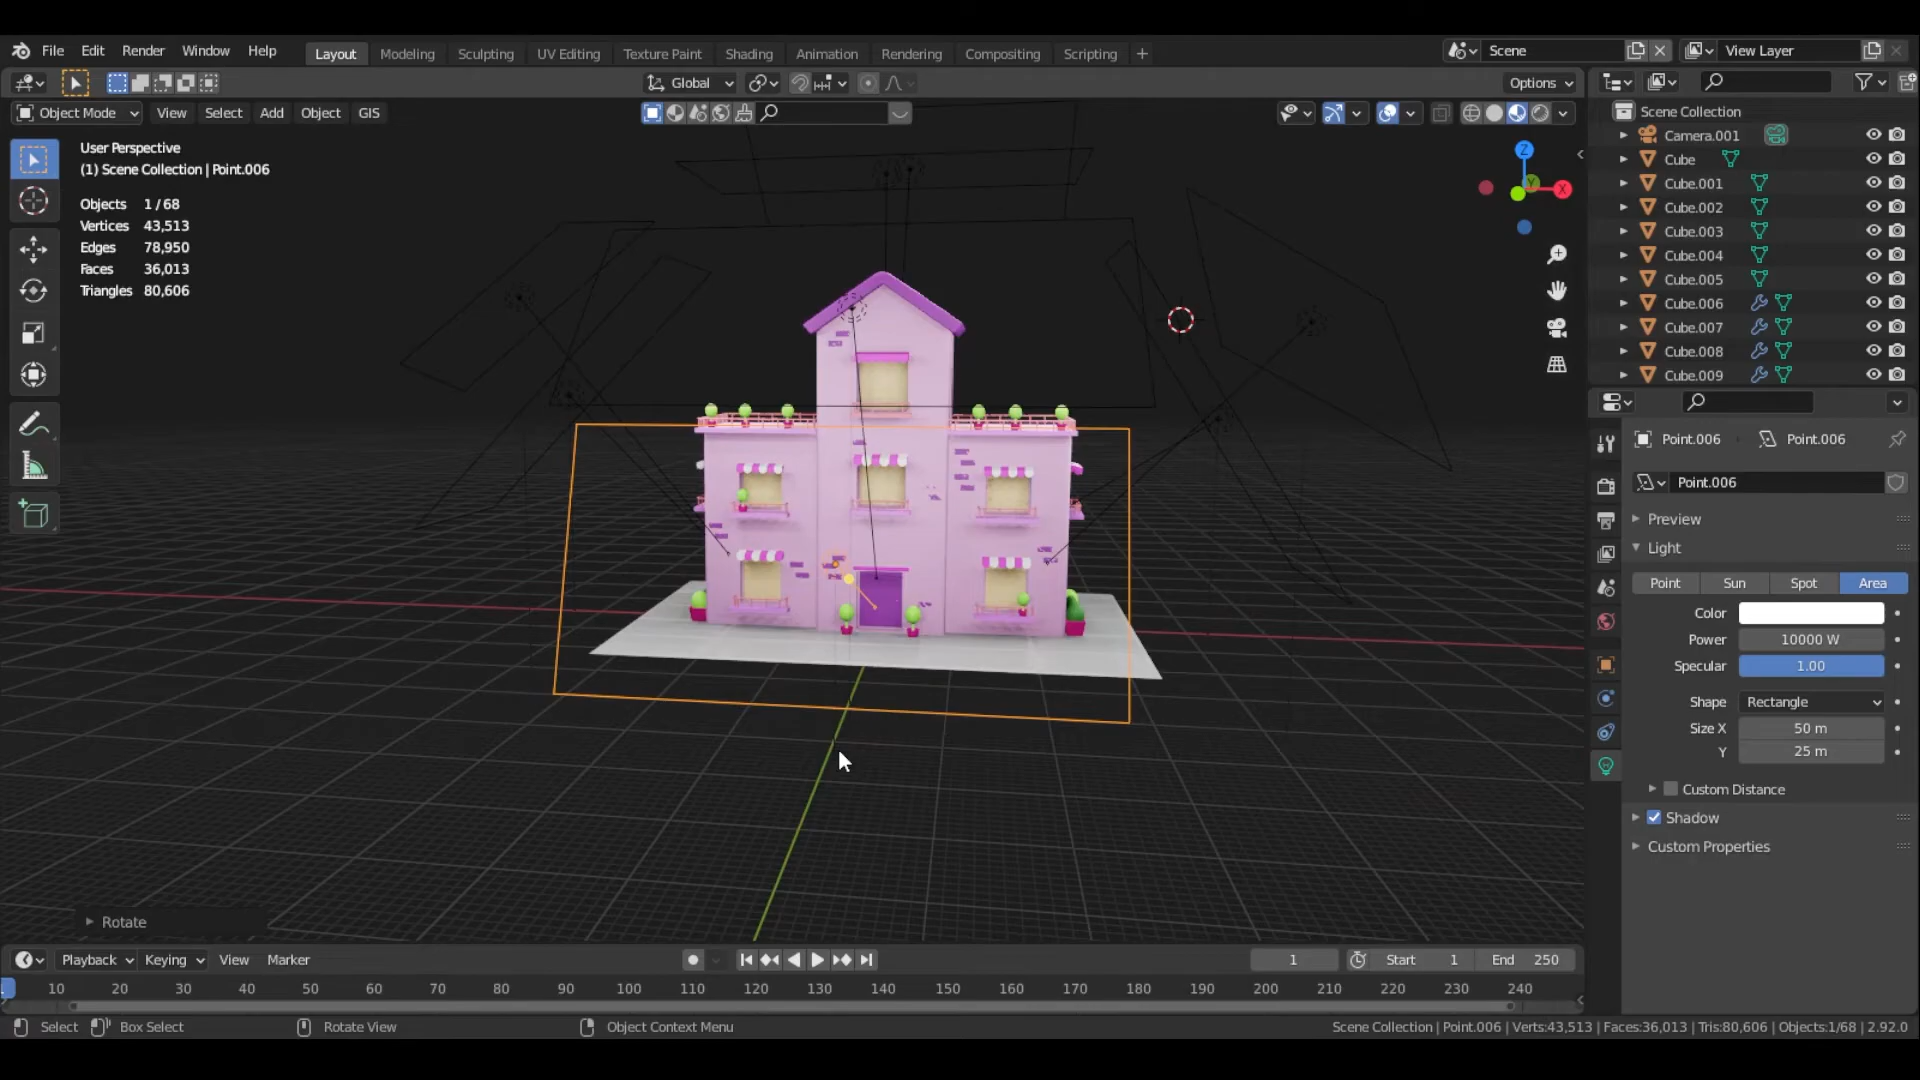 File Edit Render Window Help Layout Modeling Sculpting UV Editing Texture Paint Shading Animation Rendering Compositing Scripting + Scene View Layer
Global Options
Object Mode View Select Add Object GIS
User Perspective
(1) Scene Collection | Point.006
Objects 1 / 68
Vertices 43,513
Edges 78,950
Faces 36,013
Triangles 80,606
Z
Y
X
Rotate
Scene Collection
Camera.001
Cube
Cube.001
Cube.002
Cube.003
Cube.004
Cube.005
Cube.006
Cube.007
Cube.008
Cube.009
Point.006 Point.006
Point.006
Preview
Light
Point Sun Spot Area
Color
Power 10000 W
Specular 1.00
Shape Rectangle
Size X 50 m
Y 25 m
Custom Distance
Shadow
Custom Properties
Playback Keying View Marker 1 Start 1 End 250
10 20 30 40 50 60 70 80 90 100 110 120 130 140 150 160 170 180 190 200 210 220 230 240
Select Box Select Rotate View Object Context Menu Scene Collection | Point.006 | Verts:43,513 | Faces:36,013 | Tris:80,606 | Objects:1/68 | 2.92.0